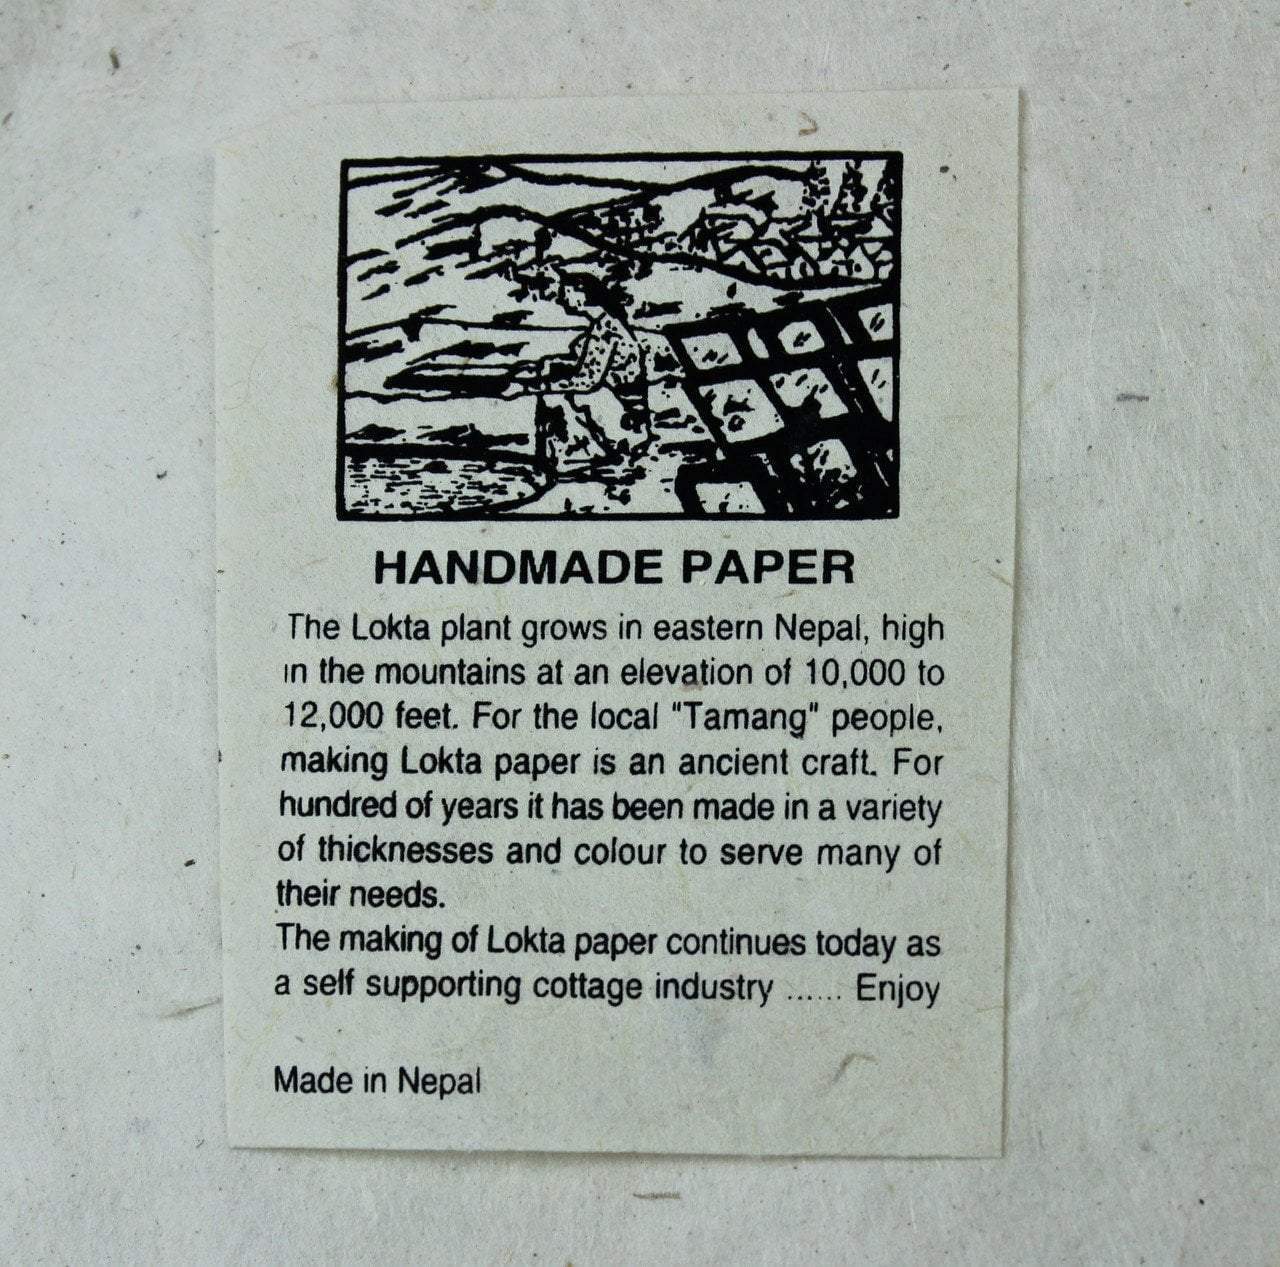 HANDMADE PAPER
The Lokta plant grows in eastern Nepal, high
in the mountains at an elevation of 10,000 to
12,000 feet. For the local "Tamang" people,
making Lokta paper is an ancient craft. For
hundred of years it has been made in a variety
of thicknesses and colour to serve many of
their needs.
The making of Lokta paper continues today as
a self supporting cottage industry ...... Enjoy
Made in Nepal